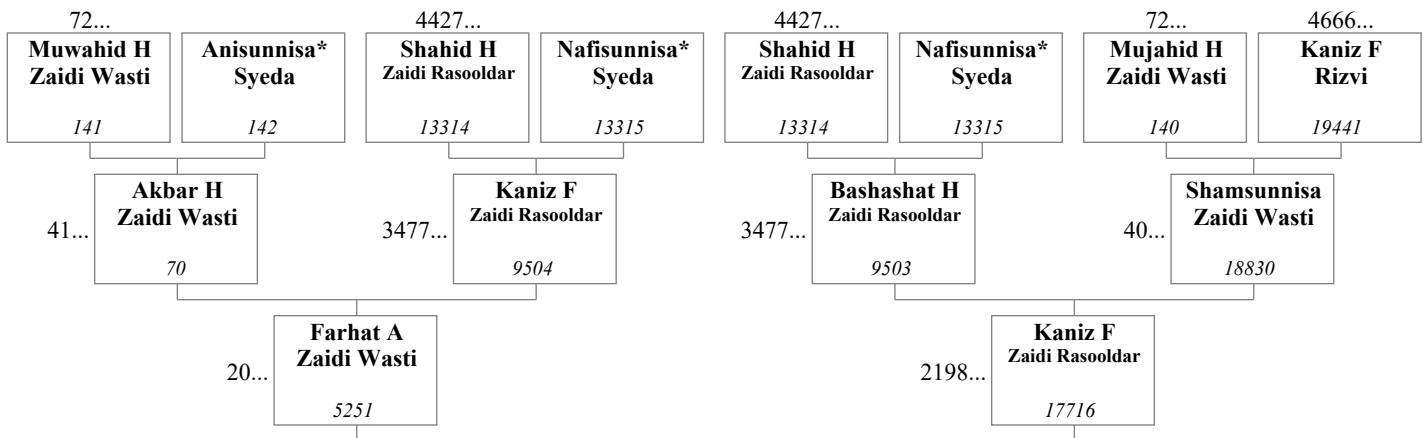 72...
4427...
4427...
72...
4666...
Muwahid H
Zaidi Wasti
141
Anisunnisa*
Syeda
142
Shahid H
Zaidi Rasooldar
13314
Nafisunnisa*
Syeda
13315
Shahid H
Zaidi Rasooldar
13314
Nafisunnisa*
Syeda
13315
Mujahid H
Zaidi Wasti
140
Kaniz F
Rizvi
19441
41...
Akbar H
Zaidi Wasti
70
3477...
Kaniz F
Zaidi Rasooldar
9504
3477...
Bashashat H
Zaidi Rasooldar
9503
40...
Shamsunnisa
Zaidi Wasti
18830
20...
Farhat A
Zaidi Wasti
5251
2198...
Kaniz F
Zaidi Rasooldar
17716